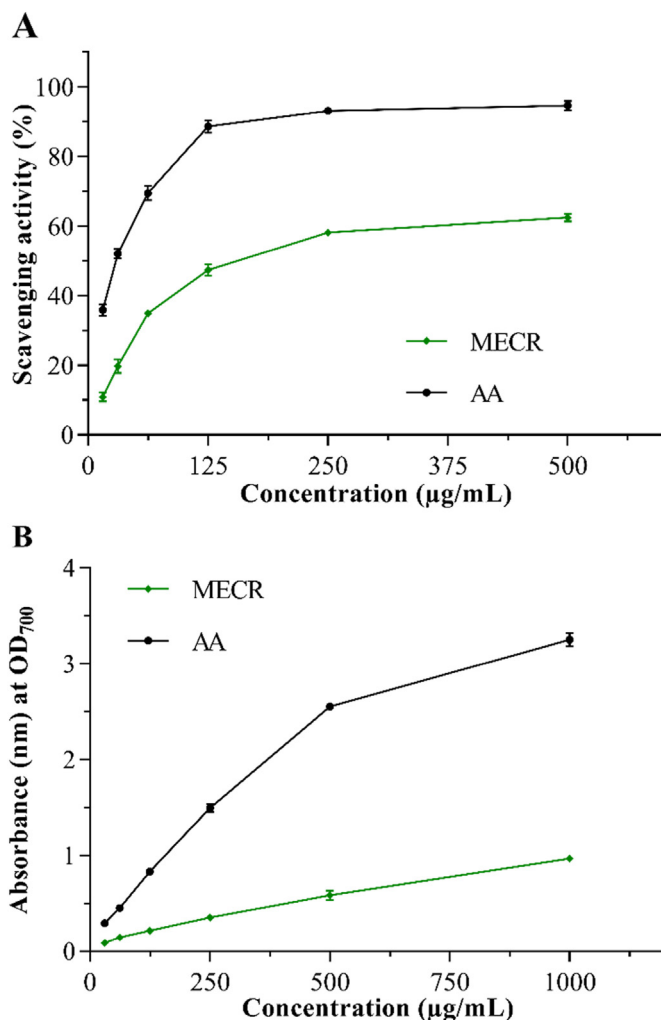 A
Scavenging activity (%)
100
80
60
40
20
0
MECR
AA
0 125 250 375 500
Concentration (µg/mL)
B
Absorbance (nm) at OD700
4
3
2
1
0
MECR
AA
0 250 500 750 1000
Concentration (µg/mL)